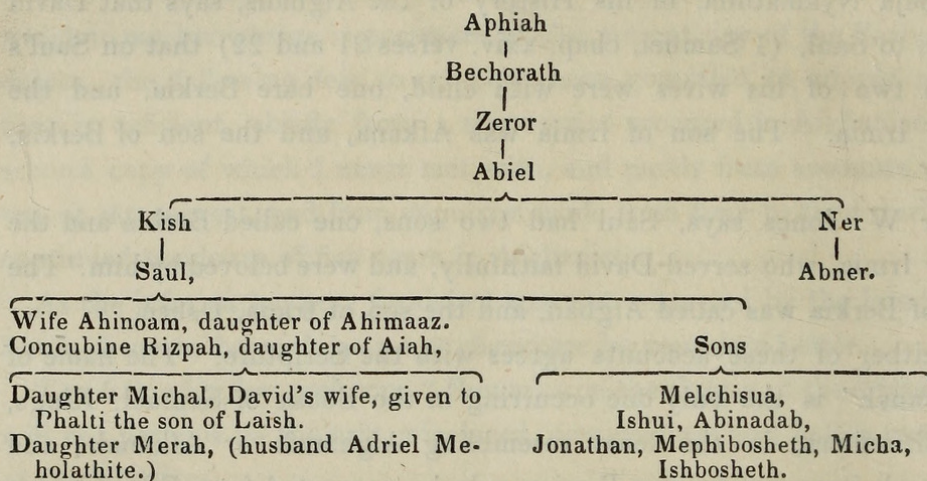 Aphiah
Bechorath
Zeror
Abiel
Kish Ner
Saul, Abner.
Wife Ahinoam, daughter of Ahimaaz.
Concubine Rizpah, daughter of Aiah, Sons
Daughter Michal, David's wife, given to
Phalti the son of Laish.
Daughter Merah, (husband Adriel Me-
holathite.)
Melchisua,
Ishui, Abinadab,
Jonathan, Mephibosheth, Micha,
Ishbosheth.